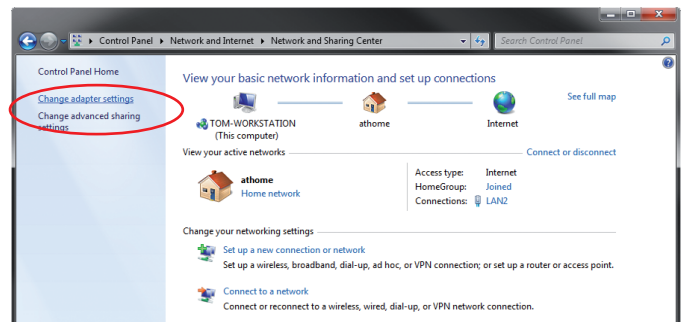 Control Panel ▸ Network and Internet ▸ Network and Sharing Center
Search Control Panel
Control Panel Home
Change adapter settings
Change advanced sharing
settings
View your basic network information and set up connections
See full map
TOM-WORKSTATION
(This computer)
athome
Internet
View your active networks
Connect or disconnect
athome
Home network
Access type: Internet
HomeGroup: Joined
Connections: LAN2
Change your networking settings
Set up a new connection or network
Set up a wireless, broadband, dial-up, ad hoc, or VPN connection; or set up a router or access point.
Connect to a network
Connect or reconnect to a wireless, wired, dial-up, or VPN network connection.